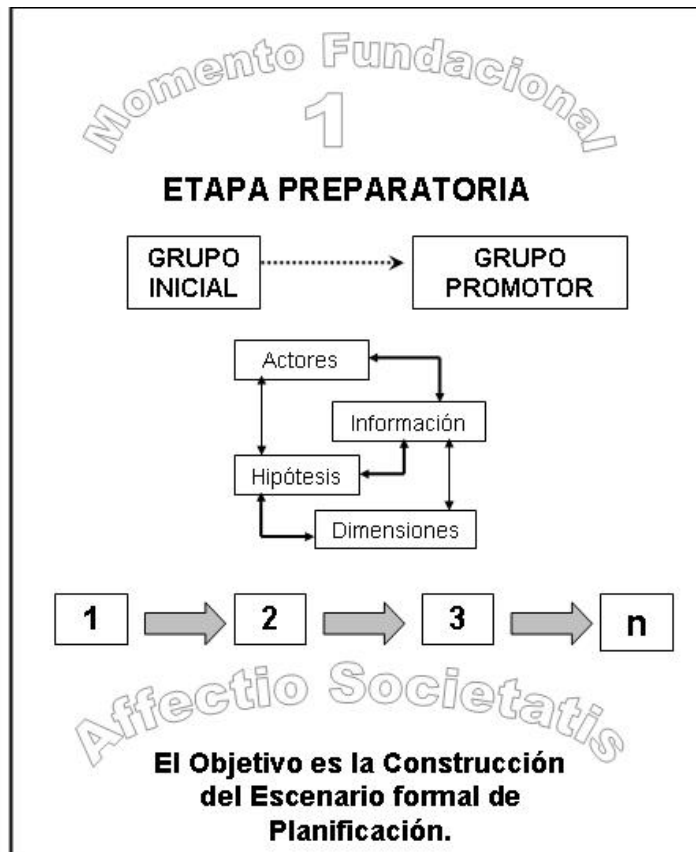 Momento Fundacional
1
ETAPA PREPARATORIA
GRUPO
INICIAL
GRUPO
PROMOTOR
Actores
Información
Hipótesis
Dimensiones
1
2
3
n
Affectio Societatis
El Objetivo es la Construcción
del Escenario formal de
Planificación.